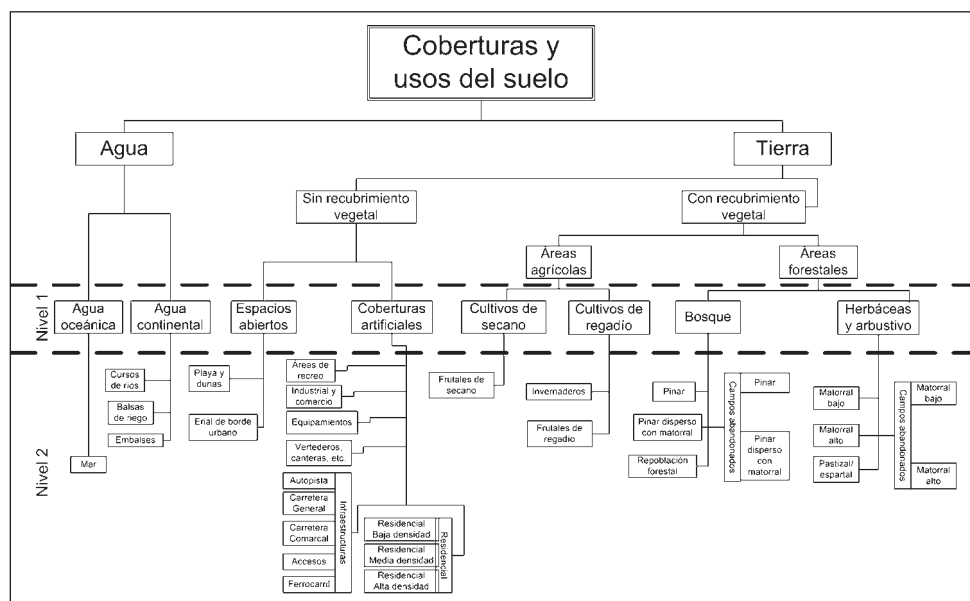 Coberturas y
usos del suelo
Agua
Tierra
Sin recubrimiento
vegetal
Con recubrimiento
vegetal
Áreas
agrícolas
Áreas
forestales
Nivel 1
Agua
oceánica
Agua
continental
Espacios
abiertos
Coberturas
artificiales
Cultivos de
secano
Cultivos de
regadío
Bosque
Herbáceas
y arbustivo
Nivel 2
Mar
Cursos
de rios
Balsas
de riego
Embalses
Playa y
dunas
Erial de borde
urbano
Areas de
recreo
Industrial y
comercio
Equipamientos
Vertederos,
canteras, etc.
Autopista
Carretera
General
Carretera
Comarcal
Accesos
Ferrocarril
Infraestructuras
Residencial
Baja densidad
Residencial
Media densidad
Residencial
Alta densidad
Residencial
Frutales de
secano
Invernaderos
Frutales de
regadio
Pinar
Pinar disperso
con matorral
Repoblación
forestal
Campos abandonados
Pinar
Pinar
disperso
con
matorral
Matorral
bajo
Matorral
alto
Pastizal/
espartal
Campos abandonados
Matorral
bajo
Matorral
alto